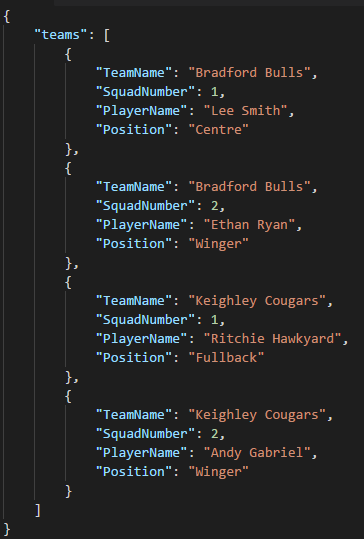 {
    "teams": [
        {
            "TeamName": "Bradford Bulls",
            "SquadNumber": 1,
            "PlayerName": "Lee Smith",
            "Position": "Centre"
        },
        {
            "TeamName": "Bradford Bulls",
            "SquadNumber": 2,
            "PlayerName": "Ethan Ryan",
            "Position": "Winger"
        },
        {
            "TeamName": "Keighley Cougars",
            "SquadNumber": 1,
            "PlayerName": "Ritchie Hawkyard",
            "Position": "Fullback"
        },
        {
            "TeamName": "Keighley Cougars",
            "SquadNumber": 2,
            "PlayerName": "Andy Gabriel",
            "Position": "Winger"
        }
    ]
}